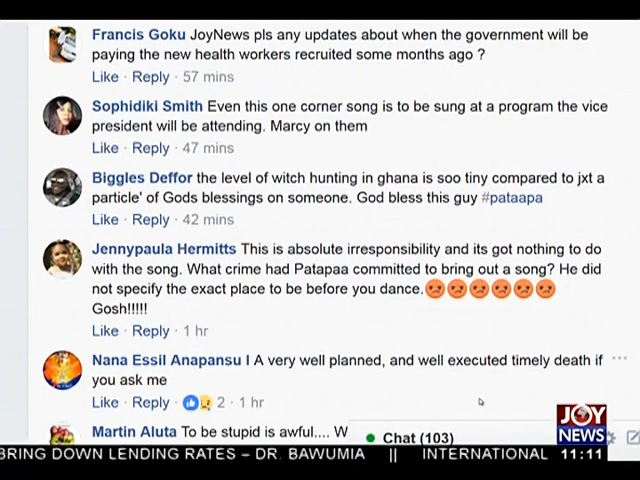 Francis Goku JoyNews pls any updates about when the government will be
paying the new health workers recruited some months ago ?
Like · Reply · 57 mins
Sophidiki Smith Even this one corner song is to be sung at a program the vice
president will be attending. Marcy on them
Like · Reply · 47 mins
Biggles Deffor the level of witch hunting in ghana is soo tiny compared to jxt a
particle' of Gods blessings on someone. God bless this guy #pataapa
Like · Reply · 42 mins
Jennypaula Hermitts This is absolute irresponsibility and its got nothing to do
with the song. What crime had Patapaa committed to bring out a song? He did
not specify the exact place to be before you dance.😡😡😡😡😡😡
Gosh!!!!!
Like · Reply · 1 hr
Nana Essil Anapansu I A very well planned, and well executed timely death if
you ask me
Like · Reply · 2 · 1 hr
Martin Aluta To be stupid is awful.... W
Chat (103)
JOY
NEWS
BRING DOWN LENDING RATES – DR. BAWUMIA || INTERNATIONAL 11:11